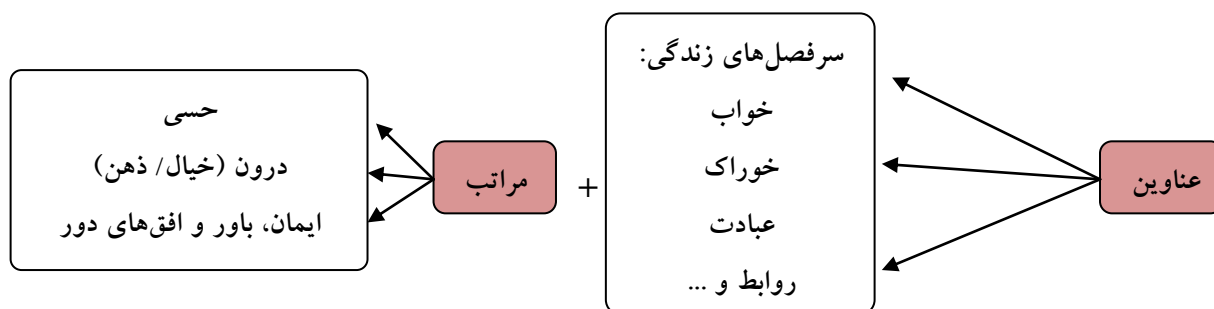 عناوین
سرفصل‌های زندگی:
خواب
خوراک
عبادت
روابط و ...
+
مراتب
حسی
درون (خیال/ ذهن)
ایمان، باور و افق‌های دور